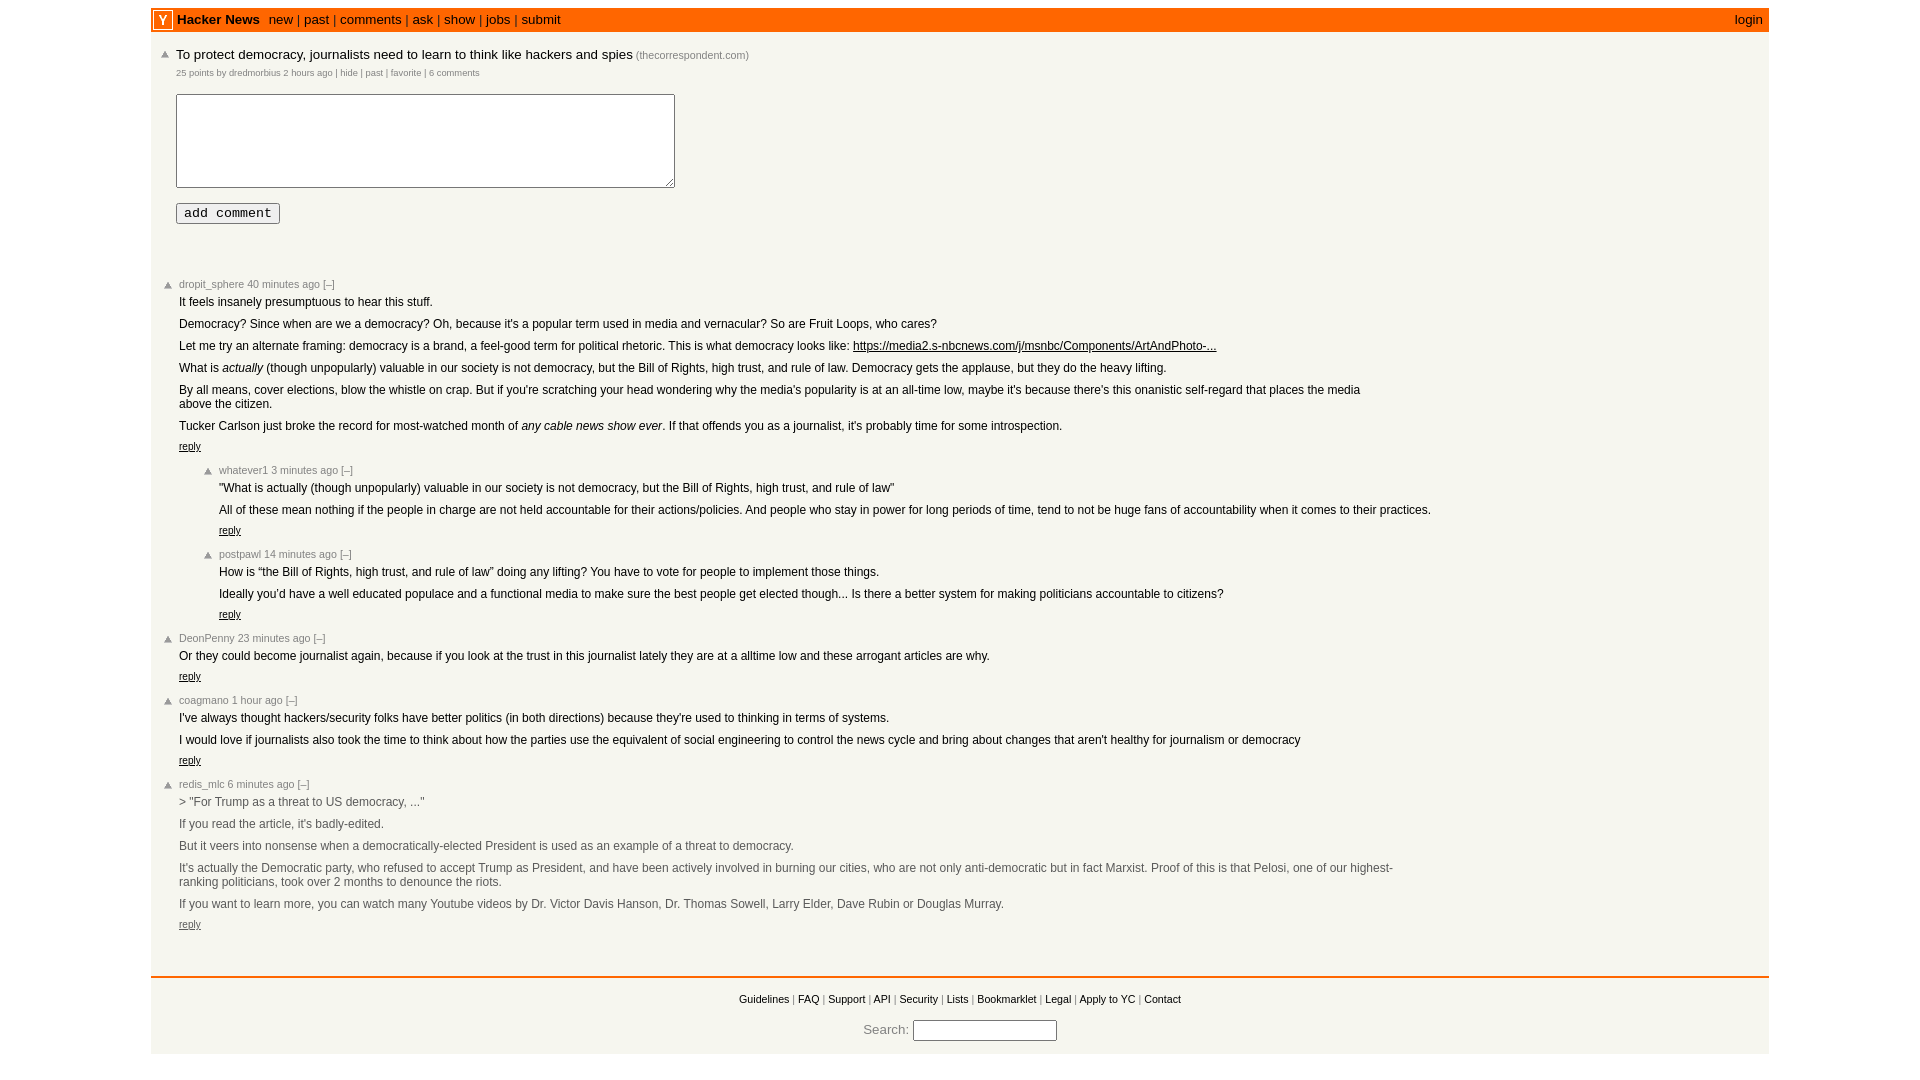 Y Hacker News new | past | comments | ask | show | jobs | submit login
To protect democracy, journalists need to learn to think like hackers and spies (thecorrespondent.com)
25 points by dredmorbius 2 hours ago | hide | past | favorite | 6 comments
add comment
dropit_sphere 40 minutes ago [–]
It feels insanely presumptuous to hear this stuff.
Democracy? Since when are we a democracy? Oh, because it's a popular term used in media and vernacular? So are Fruit Loops, who cares?
Let me try an alternate framing: democracy is a brand, a feel-good term for political rhetoric. This is what democracy looks like: https://media2.s-nbcnews.com/j/msnbc/Components/ArtAndPhoto-...
What is actually (though unpopularly) valuable in our society is not democracy, but the Bill of Rights, high trust, and rule of law. Democracy gets the applause, but they do the heavy lifting.
By all means, cover elections, blow the whistle on crap. But if you're scratching your head wondering why the media's popularity is at an all-time low, maybe it's because there's this onanistic self-regard that places the media
above the citizen.
Tucker Carlson just broke the record for most-watched month of any cable news show ever. If that offends you as a journalist, it's probably time for some introspection.
reply
whatever1 3 minutes ago [–]
"What is actually (though unpopularly) valuable in our society is not democracy, but the Bill of Rights, high trust, and rule of law"
All of these mean nothing if the people in charge are not held accountable for their actions/policies. And people who stay in power for long periods of time, tend to not be huge fans of accountability when it comes to their practices.
reply
postpawl 14 minutes ago [–]
How is “the Bill of Rights, high trust, and rule of law” doing any lifting? You have to vote for people to implement those things.
Ideally you’d have a well educated populace and a functional media to make sure the best people get elected though... Is there a better system for making politicians accountable to citizens?
reply
DeonPenny 23 minutes ago [–]
Or they could become journalist again, because if you look at the trust in this journalist lately they are at a alltime low and these arrogant articles are why.
reply
coagmano 1 hour ago [–]
I've always thought hackers/security folks have better politics (in both directions) because they're used to thinking in terms of systems.
I would love if journalists also took the time to think about how the parties use the equivalent of social engineering to control the news cycle and bring about changes that aren't healthy for journalism or democracy
reply
redis_mlc 6 minutes ago [–]
> "For Trump as a threat to US democracy, ..."
If you read the article, it's badly-edited.
But it veers into nonsense when a democratically-elected President is used as an example of a threat to democracy.
It's actually the Democratic party, who refused to accept Trump as President, and have been actively involved in burning our cities, who are not only anti-democratic but in fact Marxist. Proof of this is that Pelosi, one of our highest-
ranking politicians, took over 2 months to denounce the riots.
If you want to learn more, you can watch many Youtube videos by Dr. Victor Davis Hanson, Dr. Thomas Sowell, Larry Elder, Dave Rubin or Douglas Murray.
reply
Guidelines | FAQ | Support | API | Security | Lists | Bookmarklet | Legal | Apply to YC | Contact
Search: